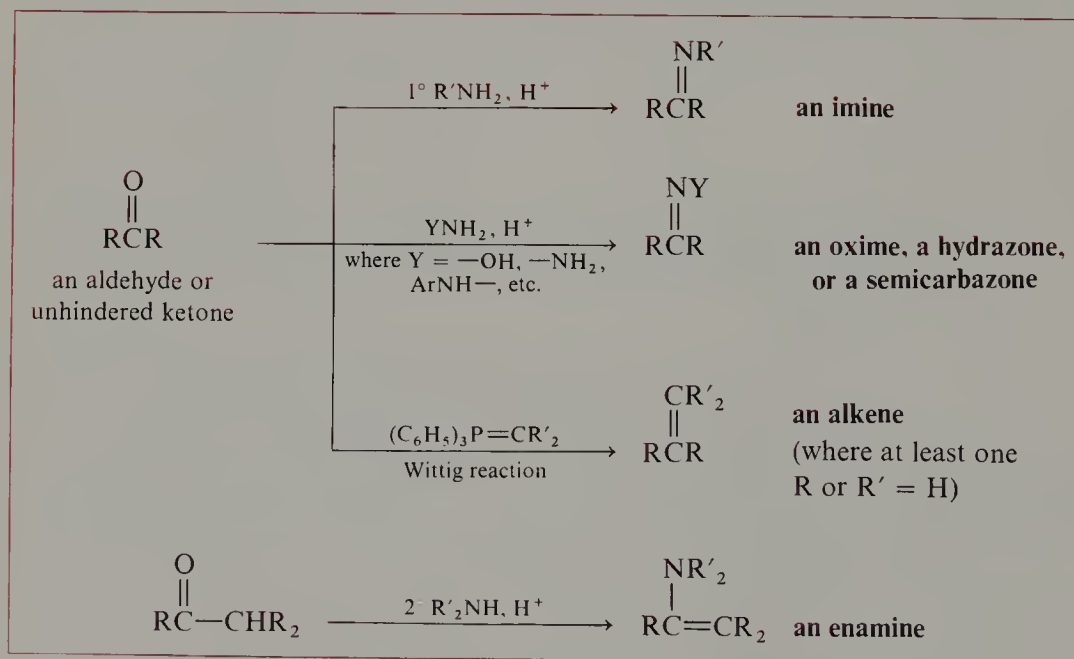 NR′
||
1° R′NH₂, H⁺
RCR
an imine
O
||
RCR
an aldehyde or
unhindered ketone
NY
||
YNH₂, H⁺
RCR
where Y = —OH, —NH₂,
ArNH—, etc.
an oxime, a hydrazone,
or a semicarbazone
CR′₂
||
(C₆H₅)₃P=CR′₂
Wittig reaction
RCR
an alkene
(where at least one
R or R′ = H)
O
||
RC—CHR₂
2 R′₂NH, H⁺
NR′₂
|
RC=CR₂
an enamine